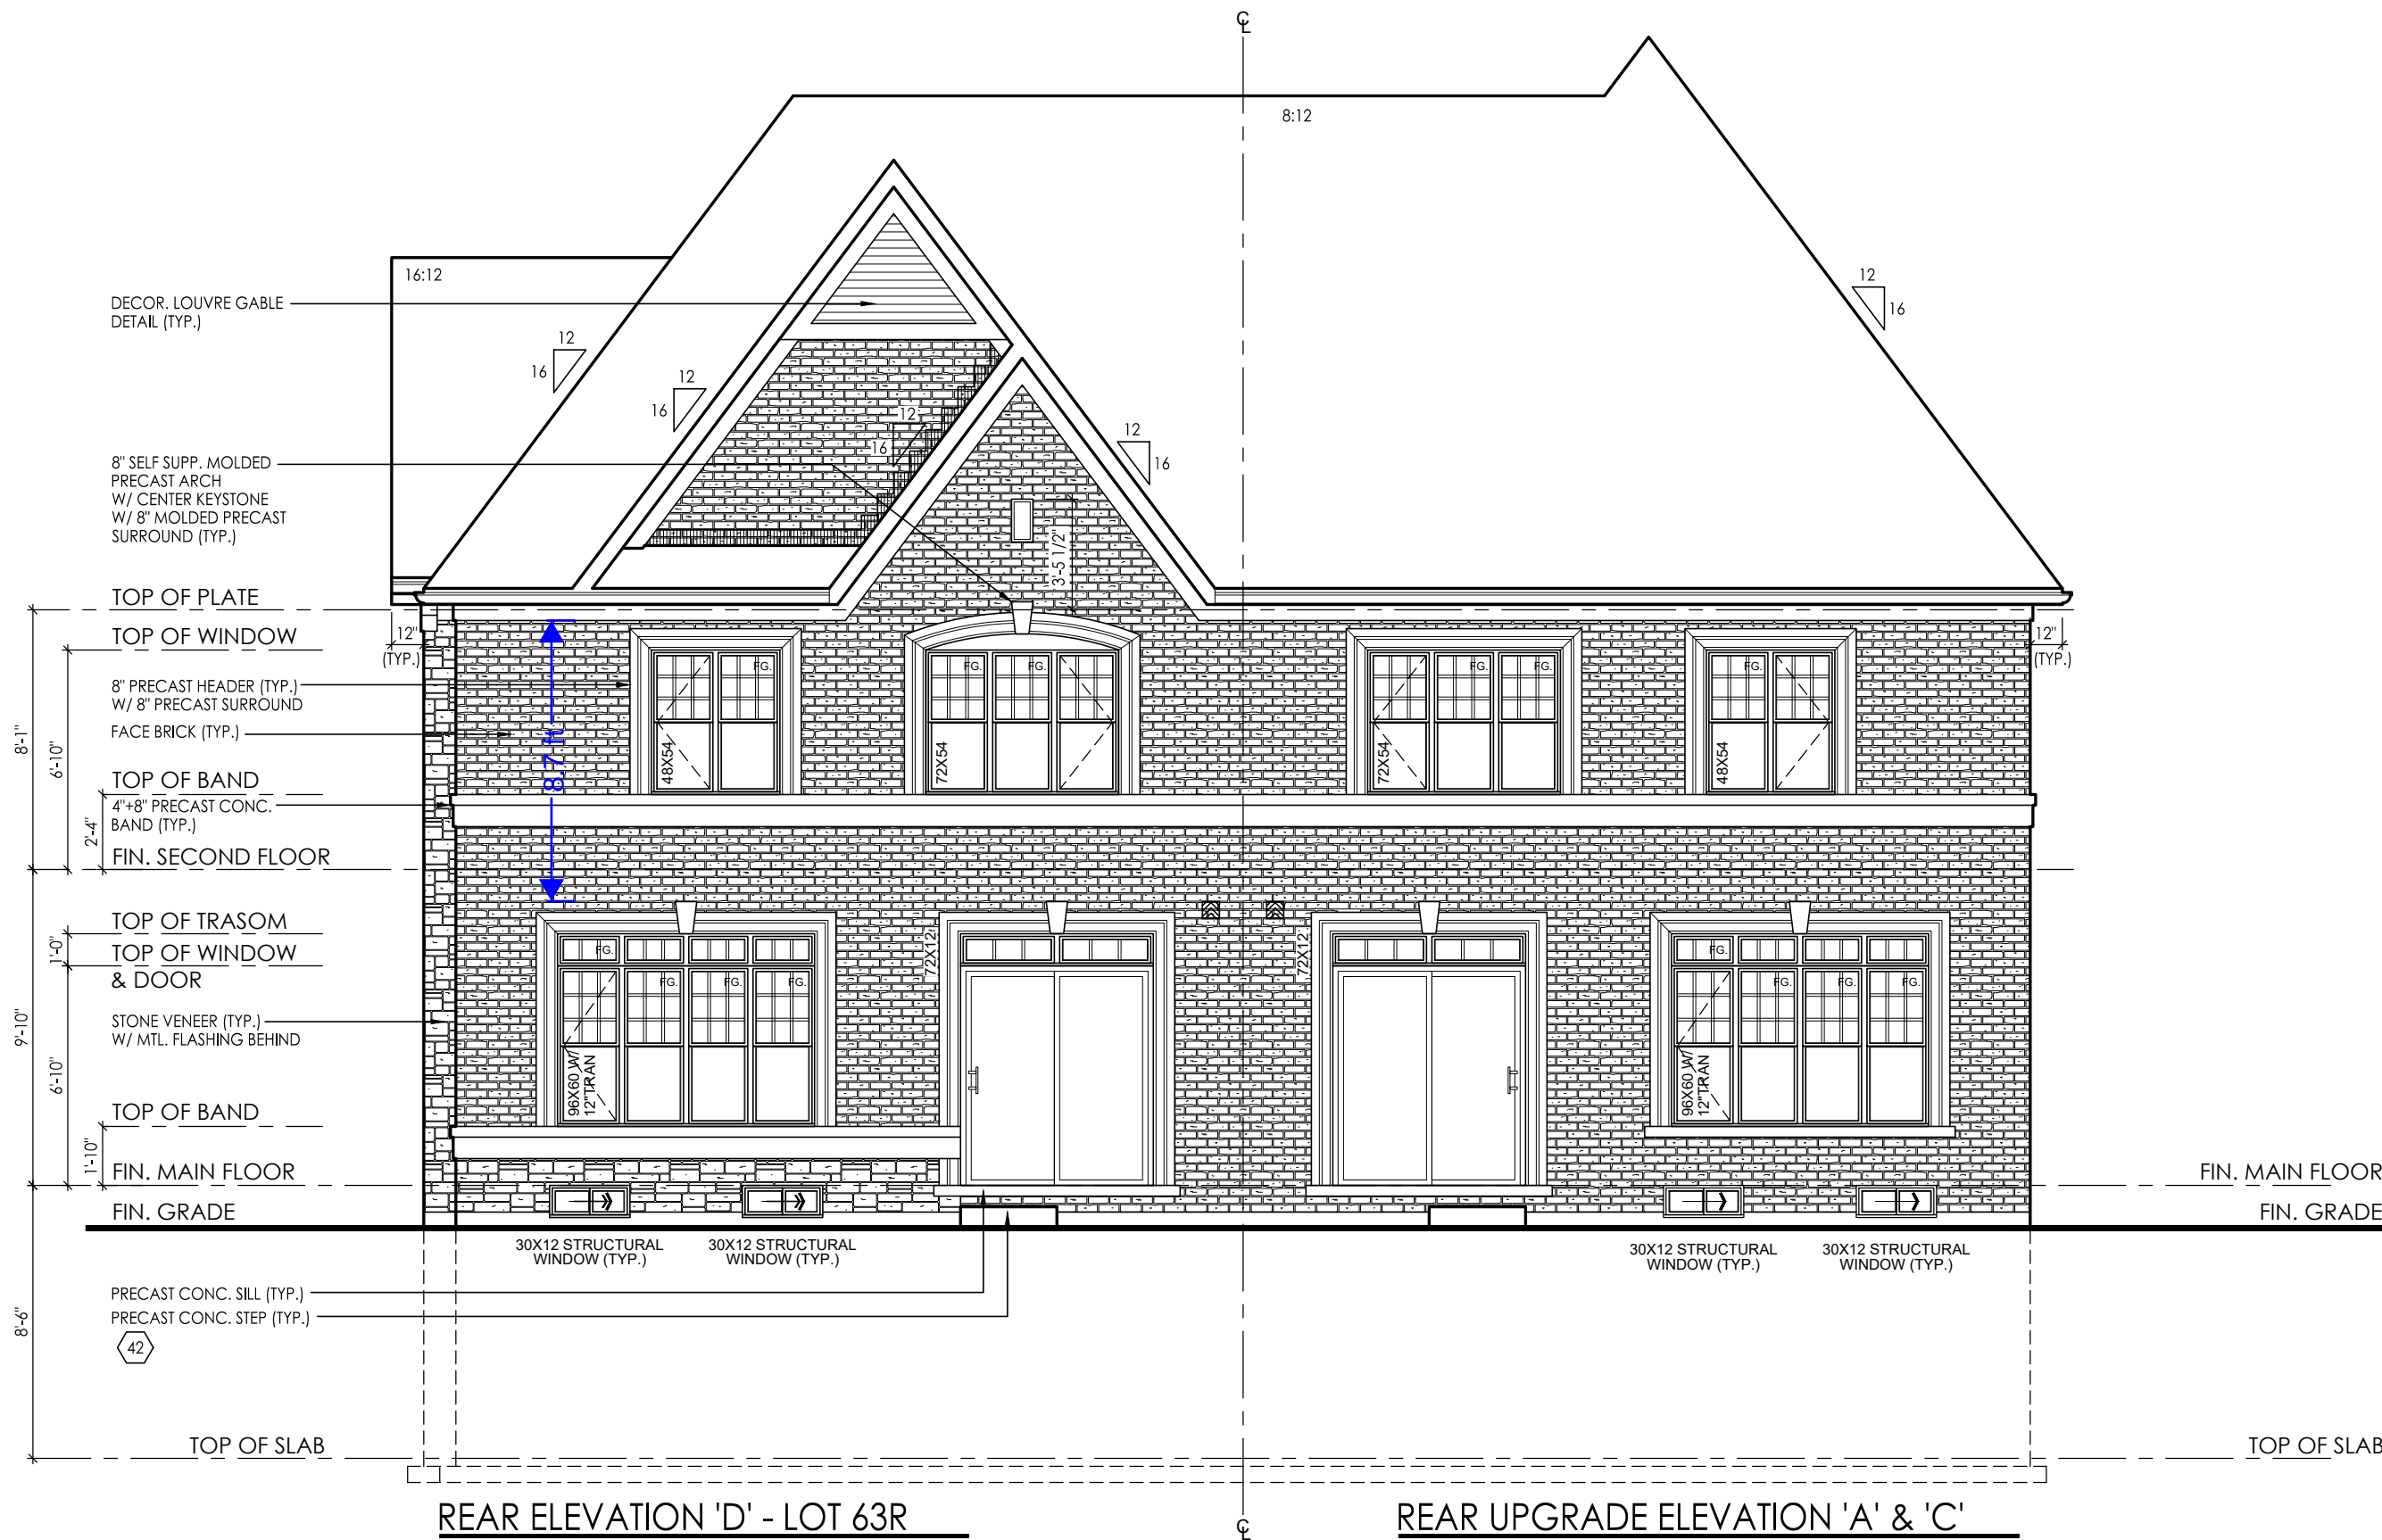 ℄
8:12
16:12
12
16
DECOR. LOUVRE GABLE
DETAIL (TYP.)
12
16
12
16
12
16
12
16
8" SELF SUPP. MOLDED
PRECAST ARCH
W/ CENTER KEYSTONE
W/ 8" MOLDED PRECAST
SURROUND (TYP.)
3'-5 1/2"
TOP OF PLATE
TOP OF WINDOW
12"
(TYP.)
12"
(TYP.)
8" PRECAST HEADER (TYP.)
W/ 8" PRECAST SURROUND
FACE BRICK (TYP.)
FG.
FG.
FG.
FG.
FG.
FG.
48X54
72X54
72X54
48X54
8.7 ft
8'-1"
6'-10"
2'-4"
TOP OF BAND
4"+8" PRECAST CONC.
BAND (TYP.)
FIN. SECOND FLOOR
TOP OF TRASOM
TOP OF WINDOW
& DOOR
1'-0"
9'-10"
6'-10"
1'-10"
STONE VENEER (TYP.)
W/ MTL. FLASHING BEHIND
72X12
72X12
FG.
FG.
FG.
FG.
FG.
FG.
FG.
FG.
96X60 W/
12"TRAN
96X60 W/
12"TRAN
TOP OF BAND
FIN. MAIN FLOOR
FIN. MAIN FLOOR
FIN. GRADE
FIN. GRADE
30X12 STRUCTURAL
WINDOW (TYP.)
30X12 STRUCTURAL
WINDOW (TYP.)
30X12 STRUCTURAL
WINDOW (TYP.)
30X12 STRUCTURAL
WINDOW (TYP.)
PRECAST CONC. SILL (TYP.)
PRECAST CONC. STEP (TYP.)
42
8'-6"
TOP OF SLAB
TOP OF SLAB
REAR ELEVATION 'D' - LOT 63R
℄
REAR UPGRADE ELEVATION 'A' & 'C'